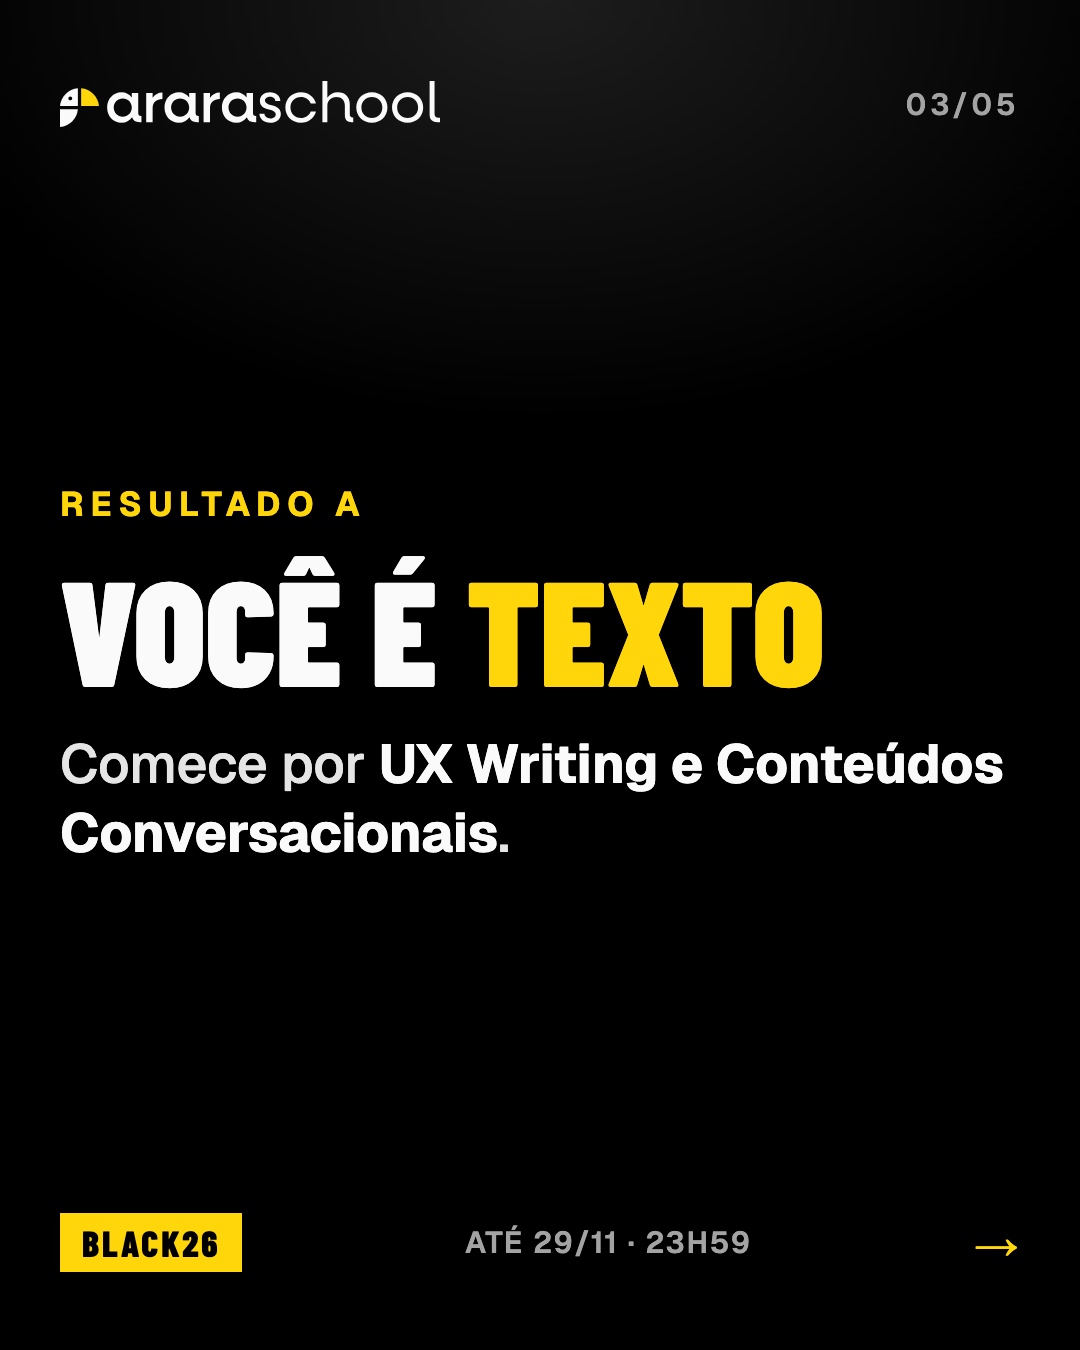 araraschool
03/05
RESULTADO A
VOCÊ É TEXTO
Comece por UX Writing e Conteúdos
Conversacionais.
BLACK26
ATÉ 29/11 · 23H59
→